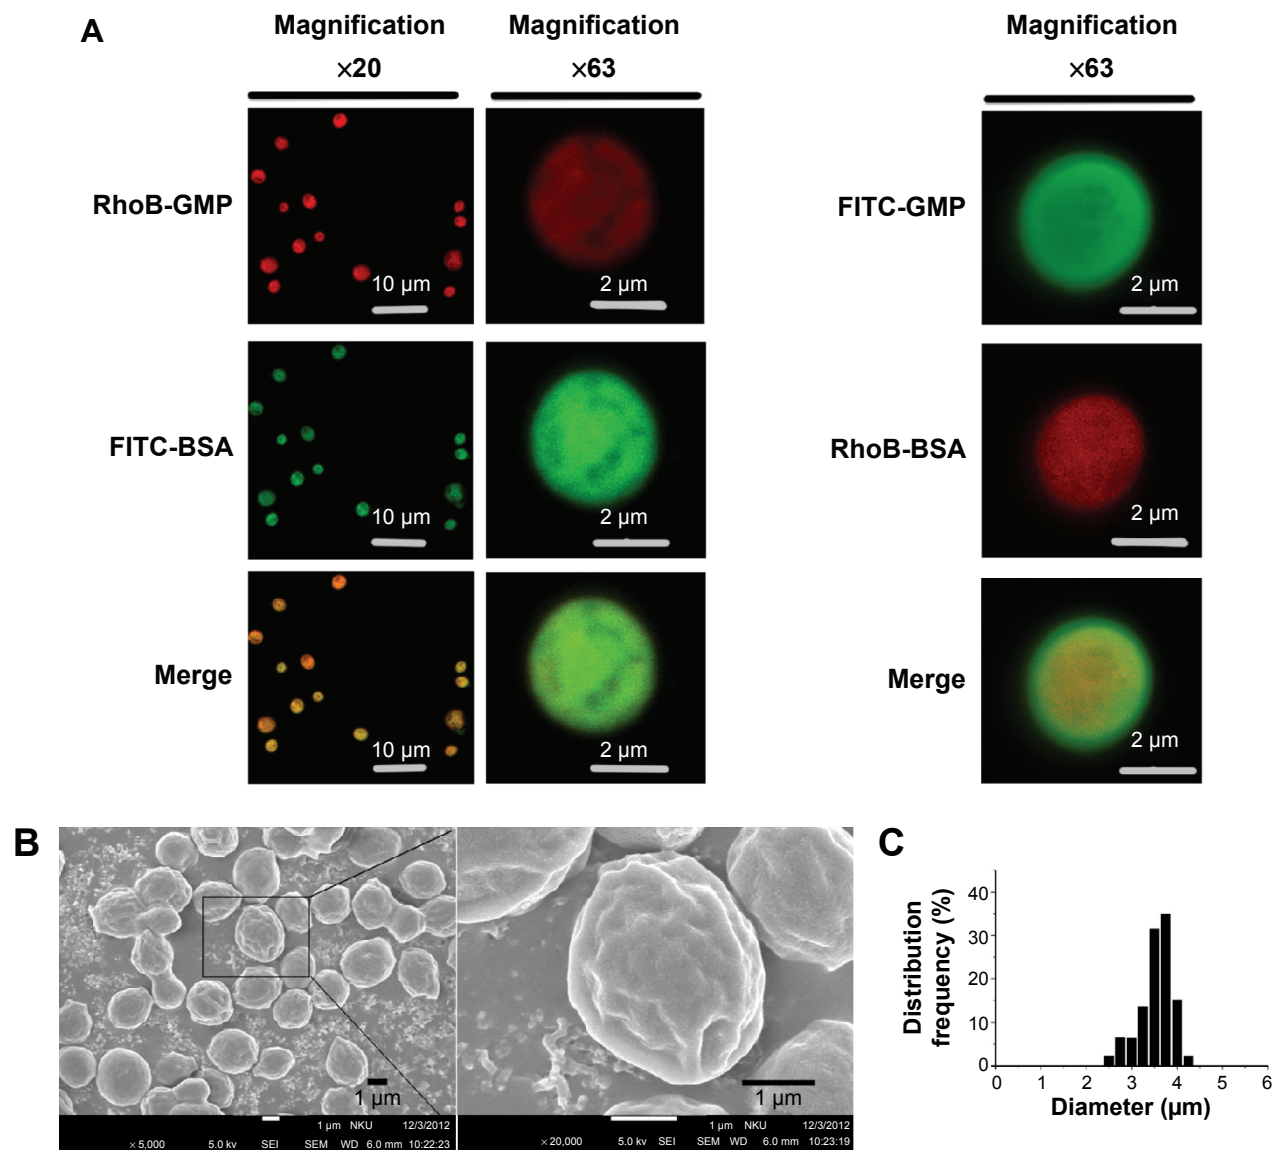 A
Magnification
×20
Magnification
×63
Magnification
×63
RhoB-GMP
10 µm
2 µm
FITC-GMP
2 µm
FITC-BSA
10 µm
2 µm
RhoB-BSA
2 µm
Merge
10 µm
2 µm
Merge
2 µm
B
1 µm
1 µm NKU 12/3/2012
× 5,000 5.0 kv SEI SEM WD 6.0 mm 10:22:23
1 µm
1 µm NKU 12/3/2012
× 20,000 5.0 kv SEI SEM WD 6.0 mm 10:23:19
C
Distribution
frequency (%)
40
30
20
10
0
0 1 2 3 4 5 6
Diameter (µm)